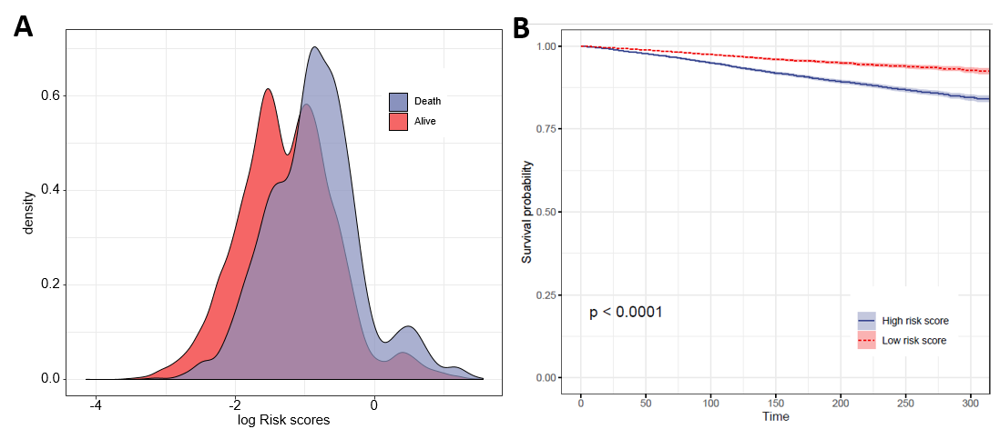 A
density
0.6
0.4
0.2
0.0
-4
-2
0
log Risk scores
Death
Alive
B
Survival probability
1.00
0.75
0.50
0.25
0.00
p < 0.0001
High risk score
Low risk score
0
50
100
150
200
250
300
Time